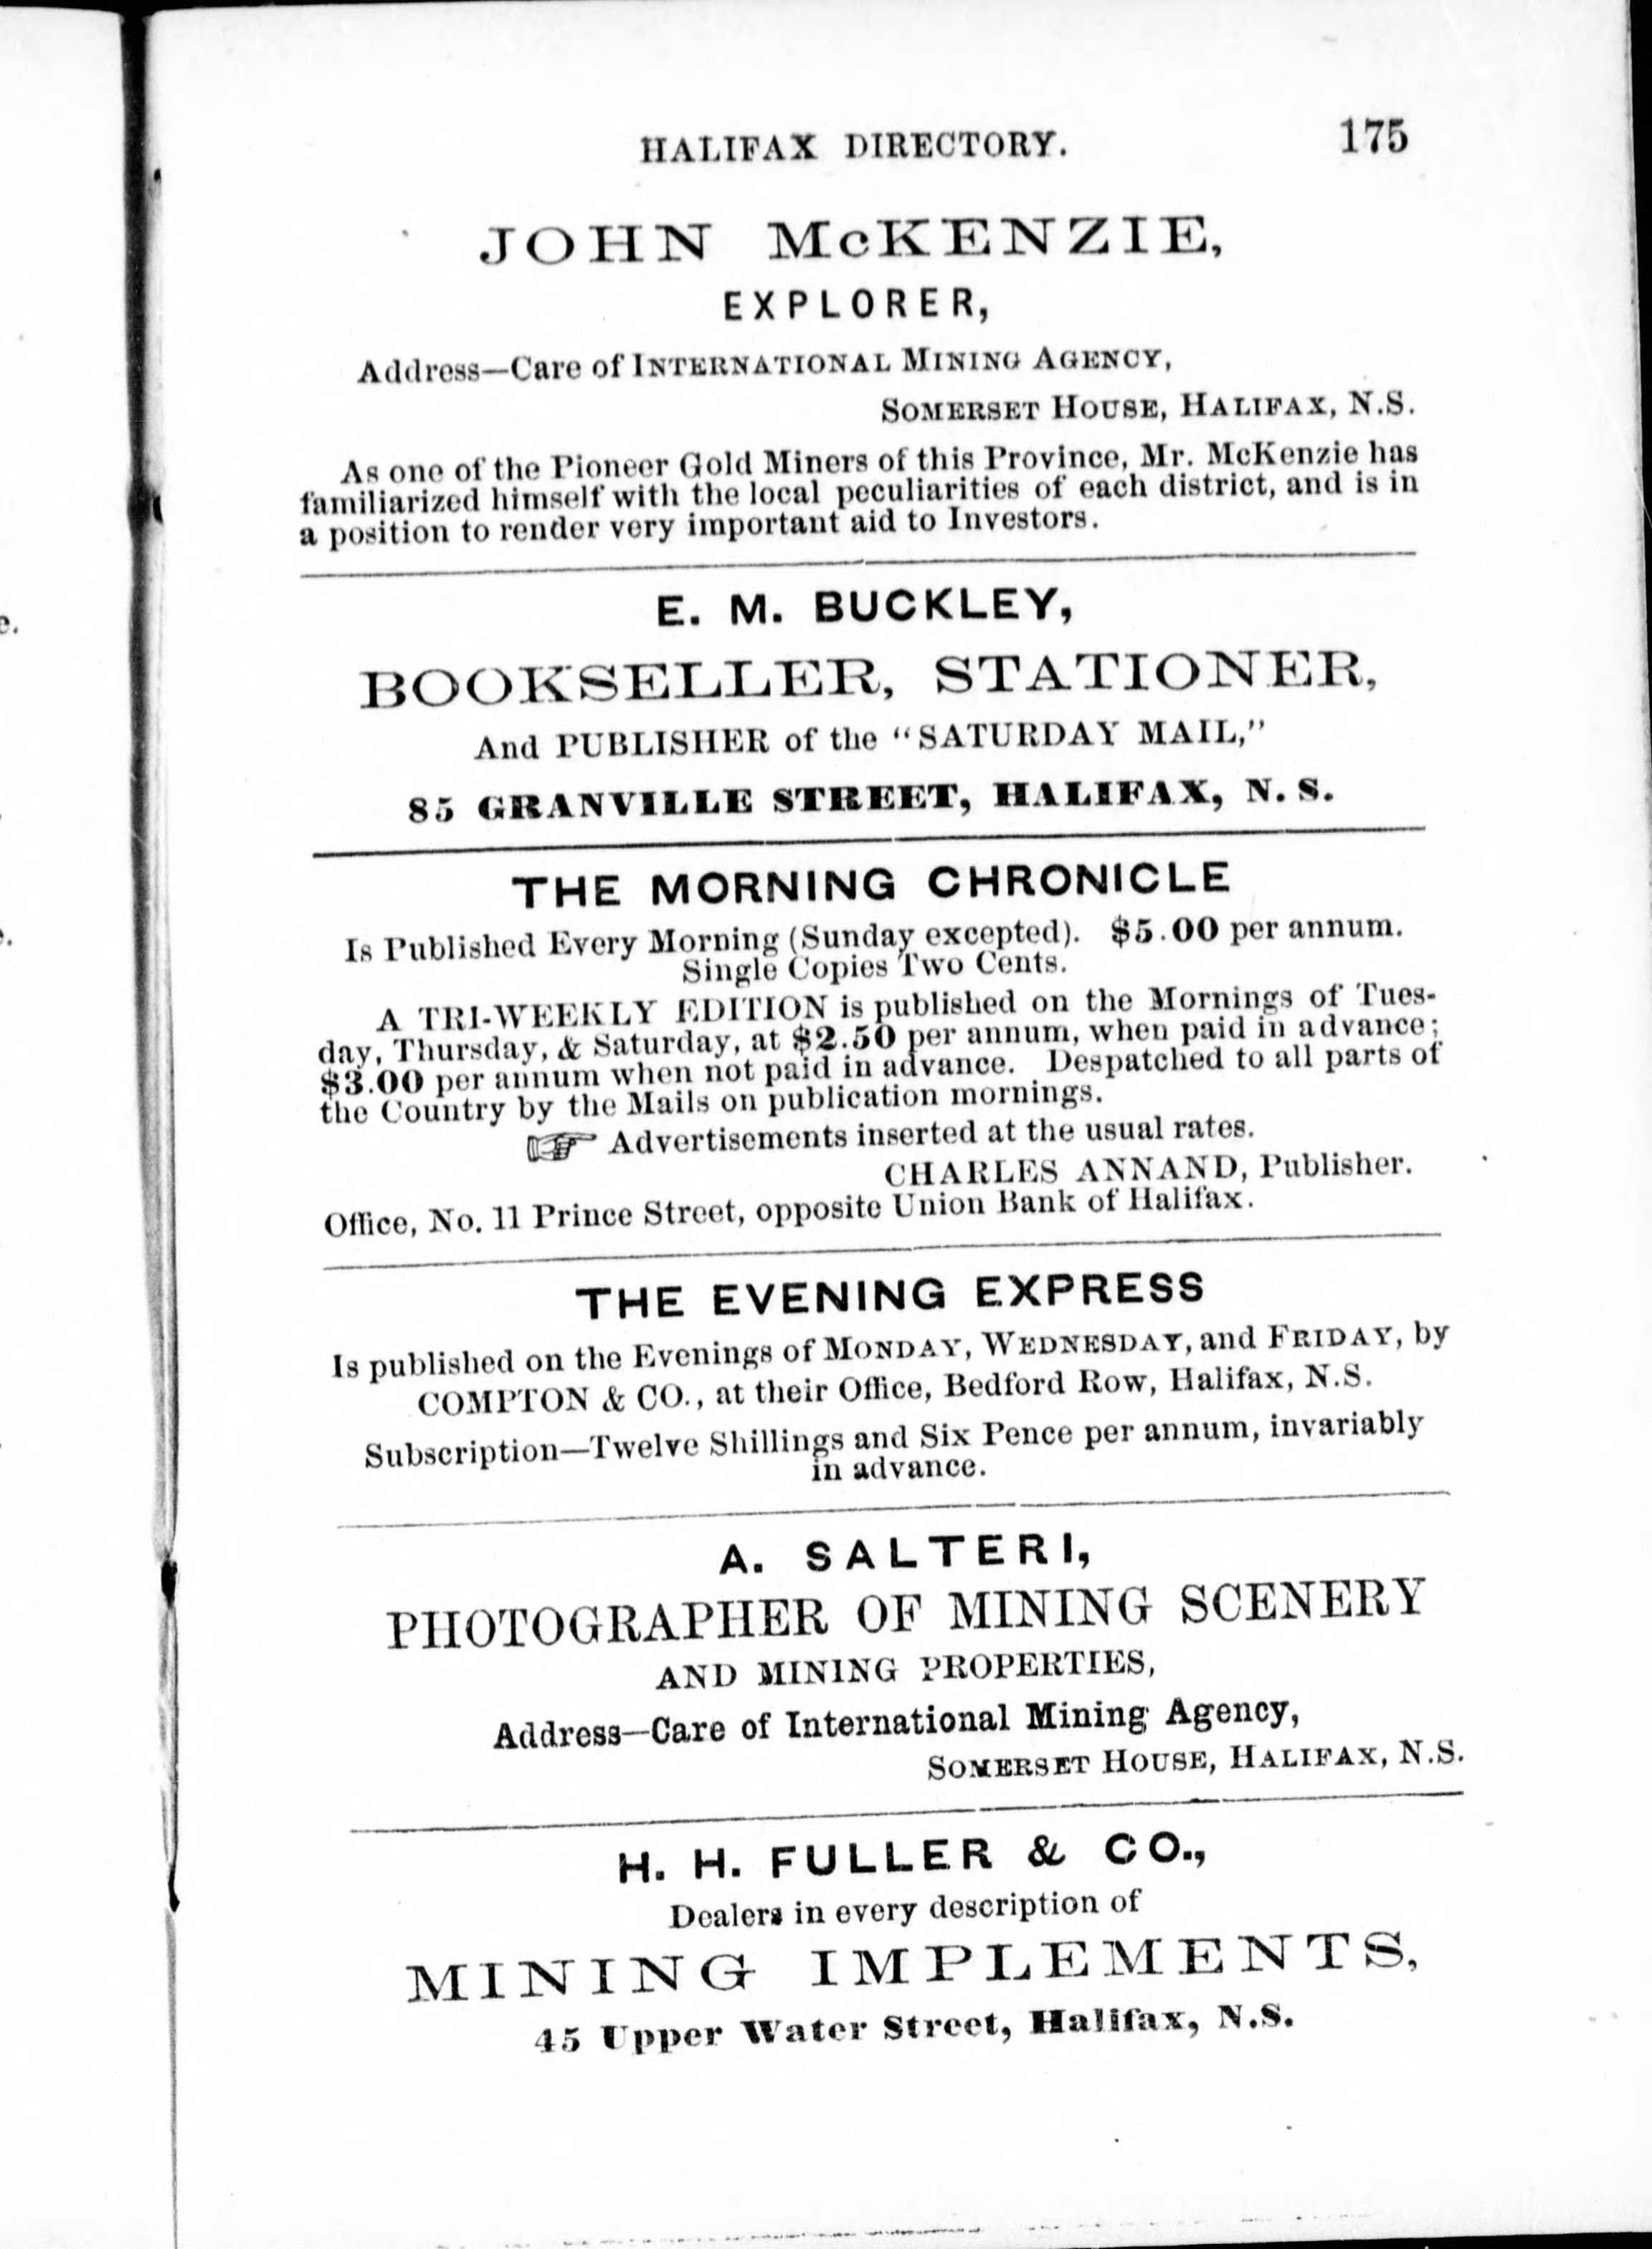 HALIFAX DIRECTORY. 175
JOHN McKENZIE,
EXPLORER,
Address—Care of INTERNATIONAL MINING AGENCY,
SOMERSET HOUSE, HALIFAX, N.S.
As one of the Pioneer Gold Miners of this Province, Mr. McKenzie has
familiarized himself with the local peculiarities of each district, and is in
a position to render very important aid to Investors.
E. M. BUCKLEY,
BOOKSELLER, STATIONER,
And PUBLISHER of the "SATURDAY MAIL,"
85 GRANVILLE STREET, HALIFAX, N. S.
THE MORNING CHRONICLE
Is Published Every Morning (Sunday excepted). $5.00 per annum.
Single Copies Two Cents.
A TRI-WEEKLY EDITION is published on the Mornings of Tues-
day, Thursday, & Saturday, at $2.50 per annum, when paid in advance;
$3.00 per annum when not paid in advance. Despatched to all parts of
the Country by the Mails on publication mornings.
☞ Advertisements inserted at the usual rates.
CHARLES ANNAND, Publisher.
Office, No. 11 Prince Street, opposite Union Bank of Halifax.
THE EVENING EXPRESS
Is published on the Evenings of MONDAY, WEDNESDAY, and FRIDAY, by
COMPTON & CO., at their Office, Bedford Row, Halifax, N.S.
Subscription—Twelve Shillings and Six Pence per annum, invariably
in advance.
A. SALTERI,
PHOTOGRAPHER OF MINING SCENERY
AND MINING PROPERTIES,
Address—Care of International Mining Agency,
SOMERSET HOUSE, HALIFAX, N.S.
H. H. FULLER & CO.,
Dealers in every description of
MINING IMPLEMENTS,
45 Upper Water Street, Halifax, N.S.